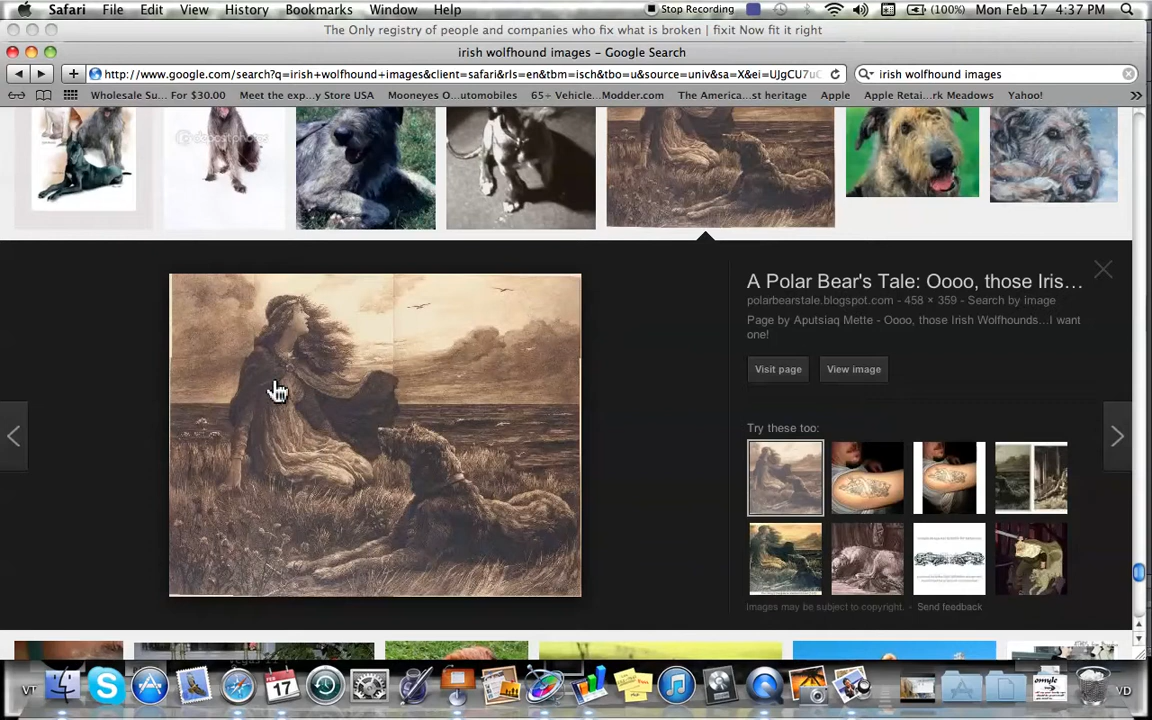 Safari File Edit View History Bookmarks Window Help Stop Recording (100%) Mon Feb 17 4:37 PM
The Only registry of people and companies who fix what is broken | fixit Now fit it right
irish wolfhound images – Google Search
http://www.google.com/search?q=irish+wolfhound+images&client=safari&rls=en&tbm=isch&tbo=u&source=univ&sa=X&ei=UJgCU7uC irish wolfhound images
Wholesale Su... For $30.00 Meet the exp...y Store USA Mooneyes O...utomobiles 65+ Vehicle...Modder.com The America...st heritage Apple Apple Retai...rk Meadows Yahoo!
depositphotos
A Polar Bear's Tale: Oooo, those Iris...
polarbearstale.blogspot.com - 458 × 359 - Search by image
Page by Aputsiaq Mette - Oooo, those Irish Wolfhounds...I want
one!
Visit page View image
Try these too:
Images may be subject to copyright. - Send feedback
VT FEB 17 VD